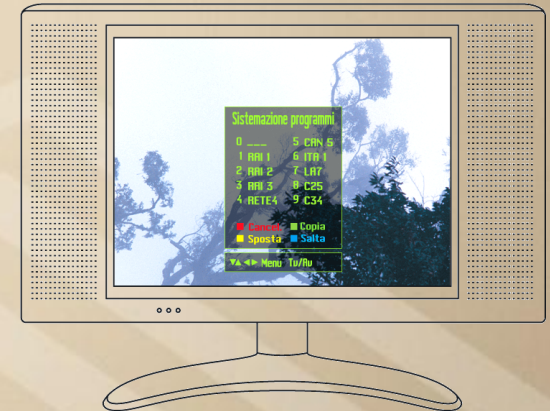 Sistemazione programmi
0 ___ 5 CAN 5
1 RAI 1 6 ITA 1
2 RAI 2 7 LA7
3 RAI 3 8 C25
4 RETE4 9 C34
Cancel Copia
Sposta Salta
▼▲ ◄► Menu Tv/Av